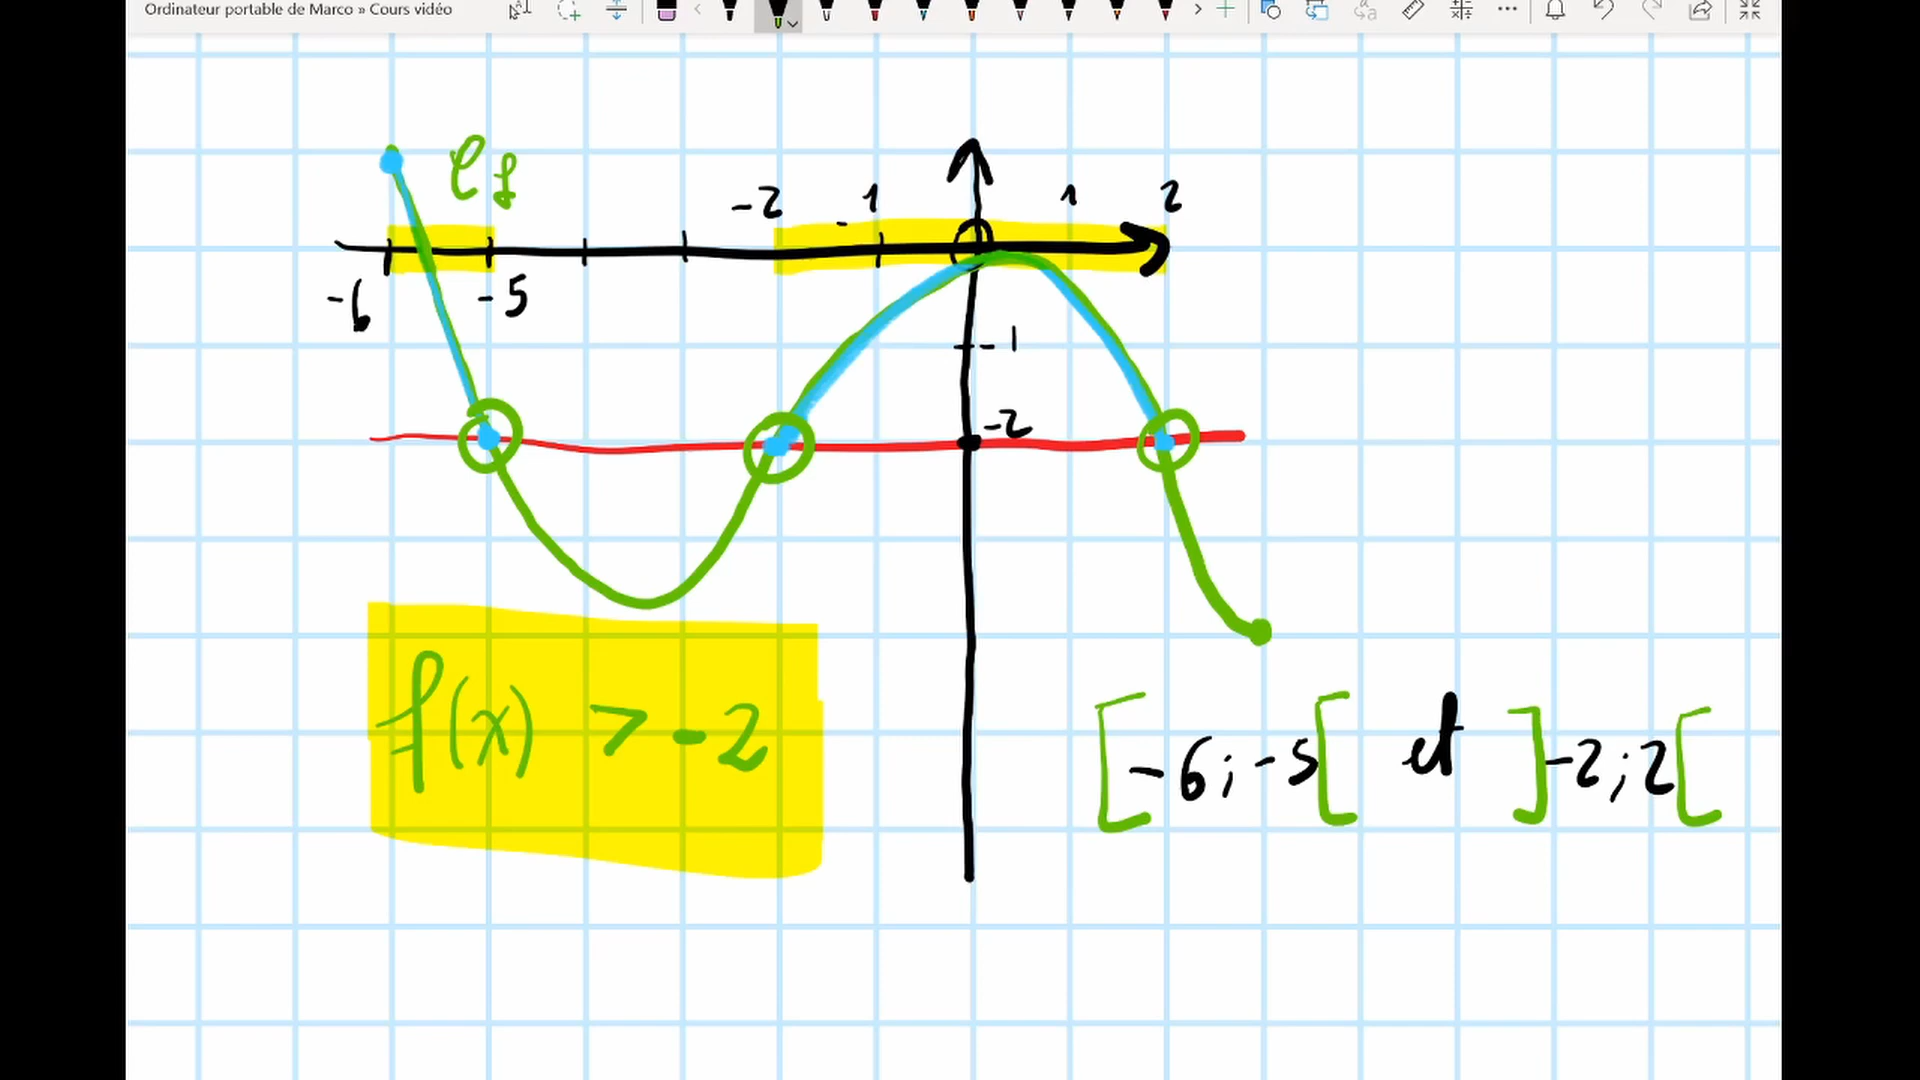 Ordinateur portable de Marco » Cours vidéo
𝒞f
-2 -1 1 2
-6 -5
-1
-2
f(x) > -2
[-6;-5[ et ]-2;2[